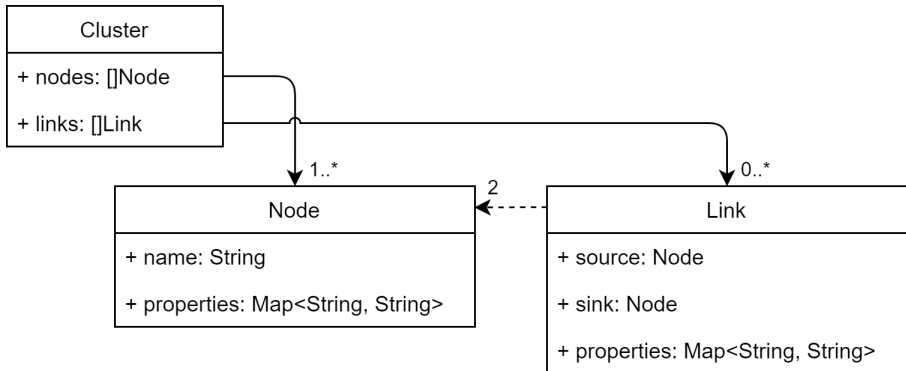 Cluster
+ nodes: []Node
+ links: []Link
1..*
0..*
2
Node
Link
+ name: String
+ properties: Map<String, String>
+ source: Node
+ sink: Node
+ properties: Map<String, String>